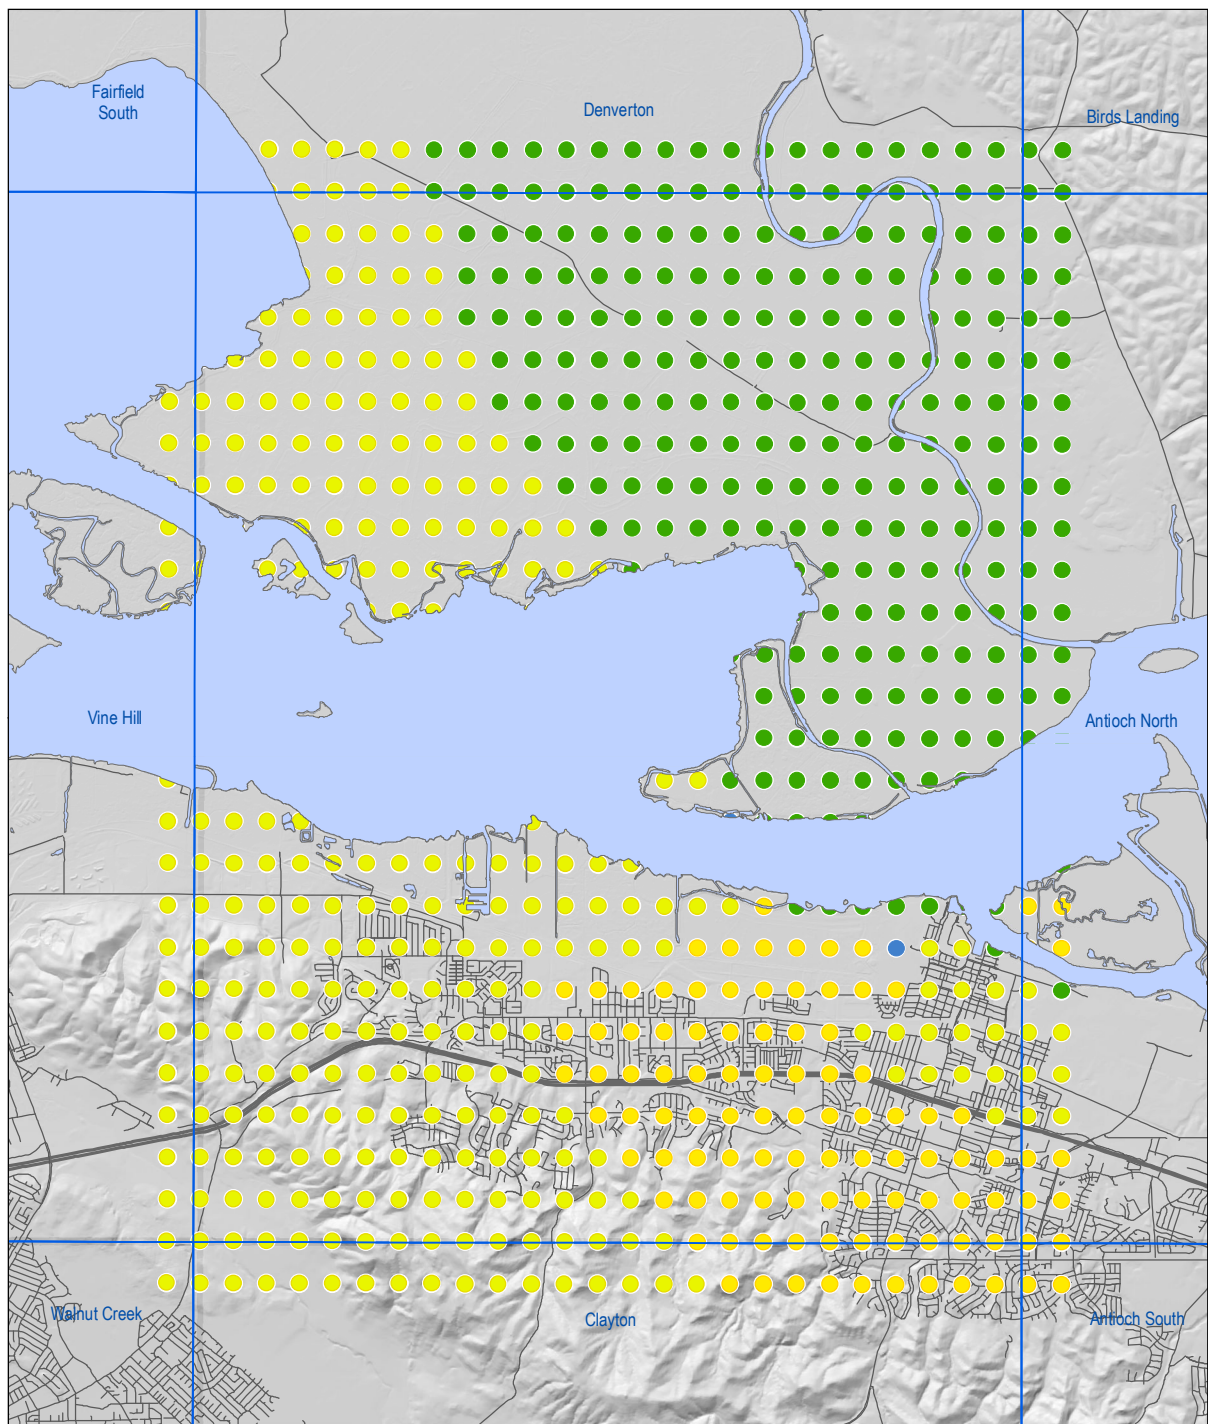 Fairfield
South
Denverton
Birds Landing
Vine Hill
Antioch North
Walnut Creek
Clayton
Antioch South